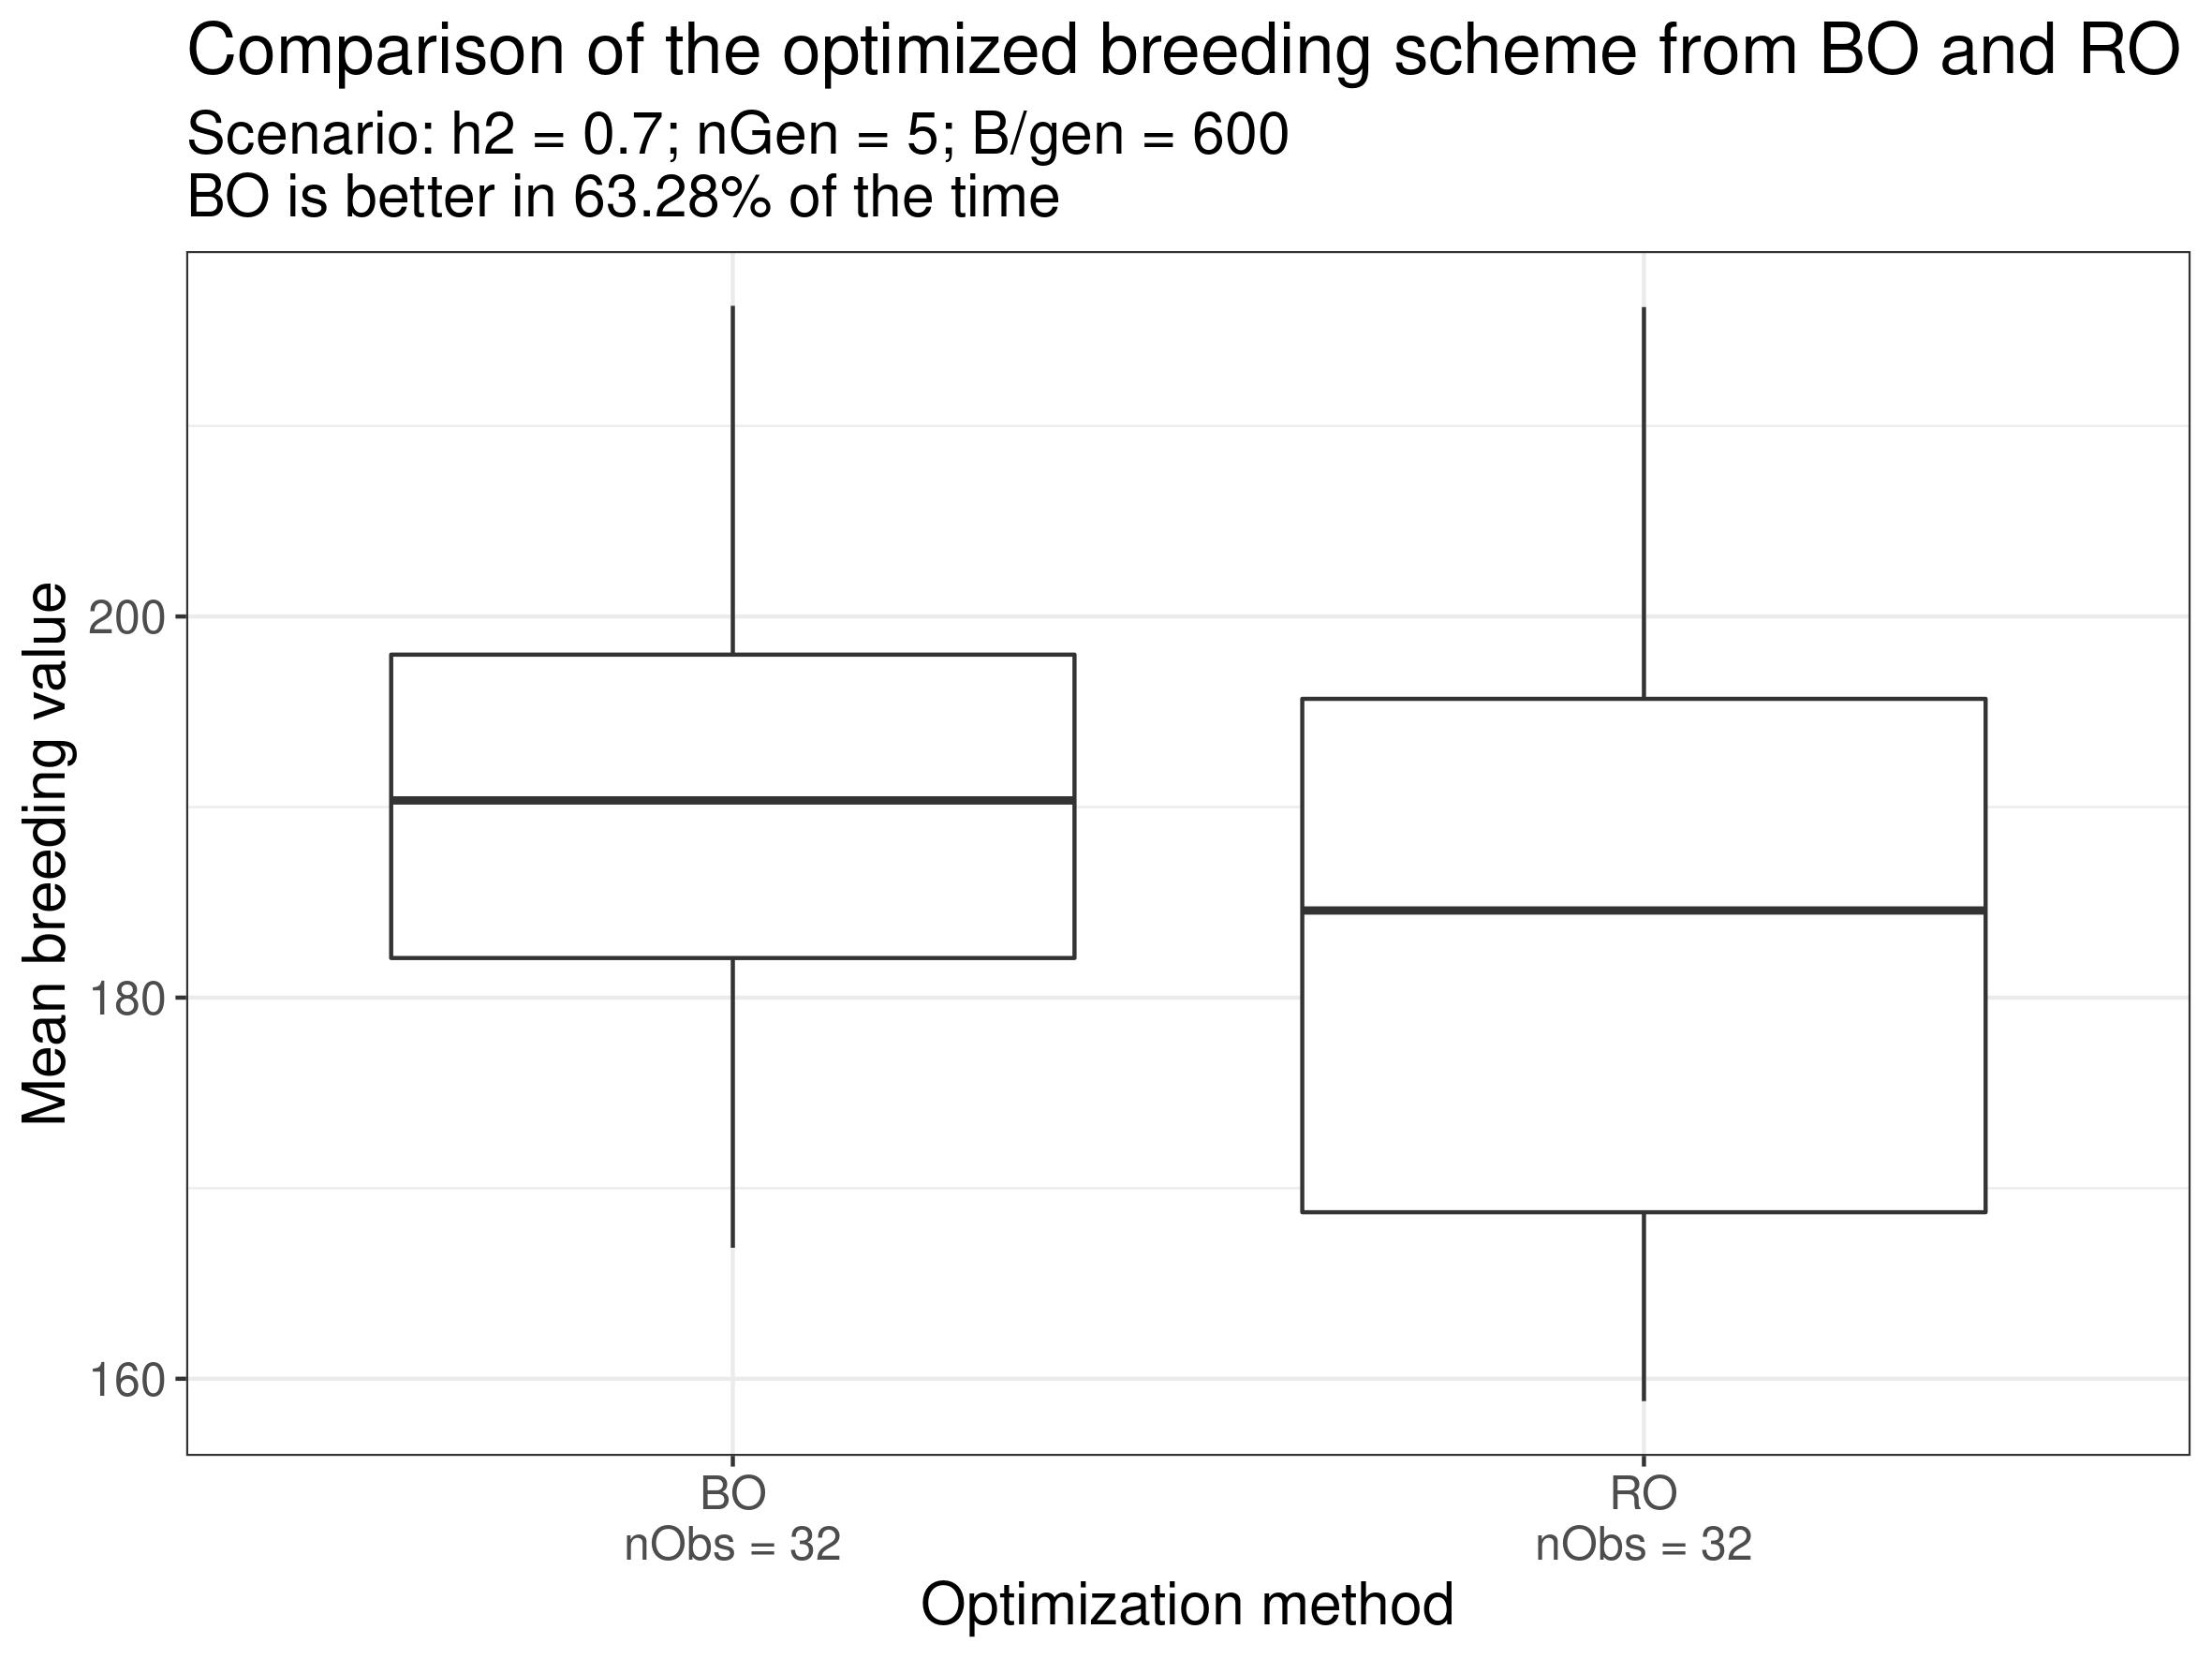 Comparison of the optimized breeding scheme from BO and RO
Scenario: h2 = 0.7; nGen = 5; B/gen = 600
BO is better in 63.28% of the time
Mean breeding value
200
180
160
BO
nObs = 32
RO
nObs = 32
Optimization method